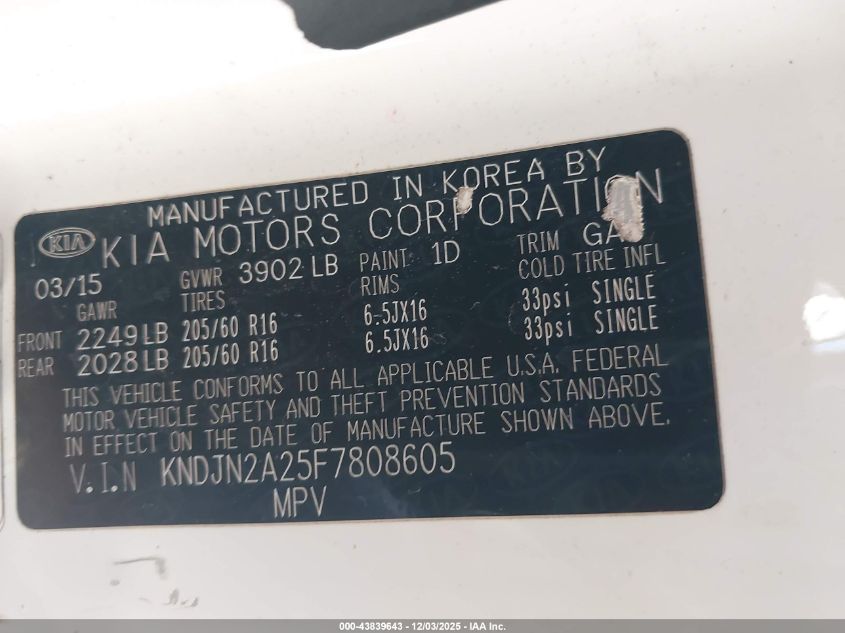 MANUFACTURED IN KOREA BY
KIA KIA MOTORS CORPORATION
03/15 GVWR 3902 LB PAINT 1D TRIM GA
GAWR TIRES RIMS COLD TIRE INFL
FRONT 2249LB 205/60 R16 6.5JX16 33psi SINGLE
REAR 2028LB 205/60 R16 6.5JX16 33psi SINGLE
THIS VEHICLE CONFORMS TO ALL APPLICABLE U.S.A. FEDERAL
MOTOR VEHICLE SAFETY AND THEFT PREVENTION STANDARDS
IN EFFECT ON THE DATE OF MANUFACTURE SHOWN ABOVE.
V.I.N KNDJN2A25F7808605
MPV
000-43839643 - 12/03/2025 - IAA Inc.